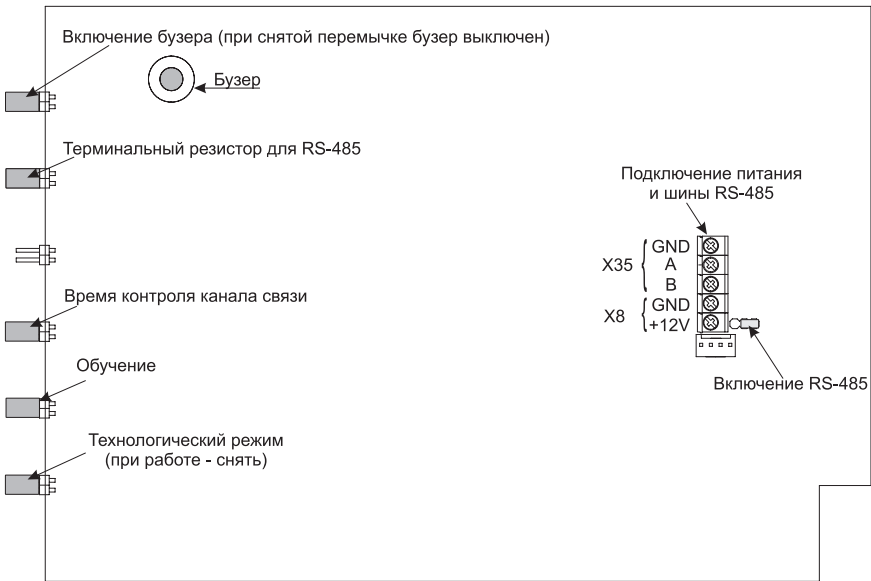 Включение бузера (при снятой перемычке бузер выключен)
Бузер
Терминальный резистор для RS-485
Подключение питания
и шины RS-485
GND
X35
A
B
GND
X8
+12V
Время контроля канала связи
Включение RS-485
Обучение
Технологический режим
(при работе - снять)